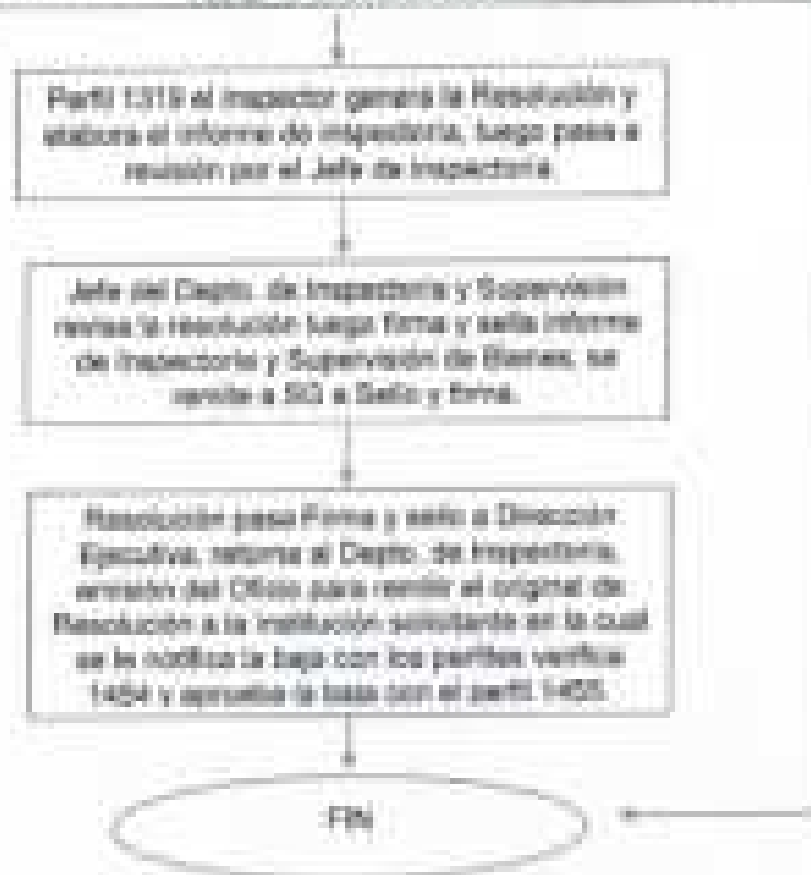 Perfil 1319 el inspector genera la Resolución y
elabora el informe de inspectoría, luego pasa a
revisión por el Jefe de Inspectoría.
Jefe del Depto. de Inspectoría y Supervisión
revisa la resolución luego firma y sella informe
de Inspectoría y Supervisión de Bienes, se
remite a SG a Sello y firma.
Resolución pasa Firma y sello a Dirección
Ejecutiva, retorna al Depto. de Inspectoría,
emisión del Oficio para remitir el original de
Resolución a la institución solicitante en la cual
se le notifica la baja con los perfiles verifica
1454 y aprueba la baja con el perfil
FIN